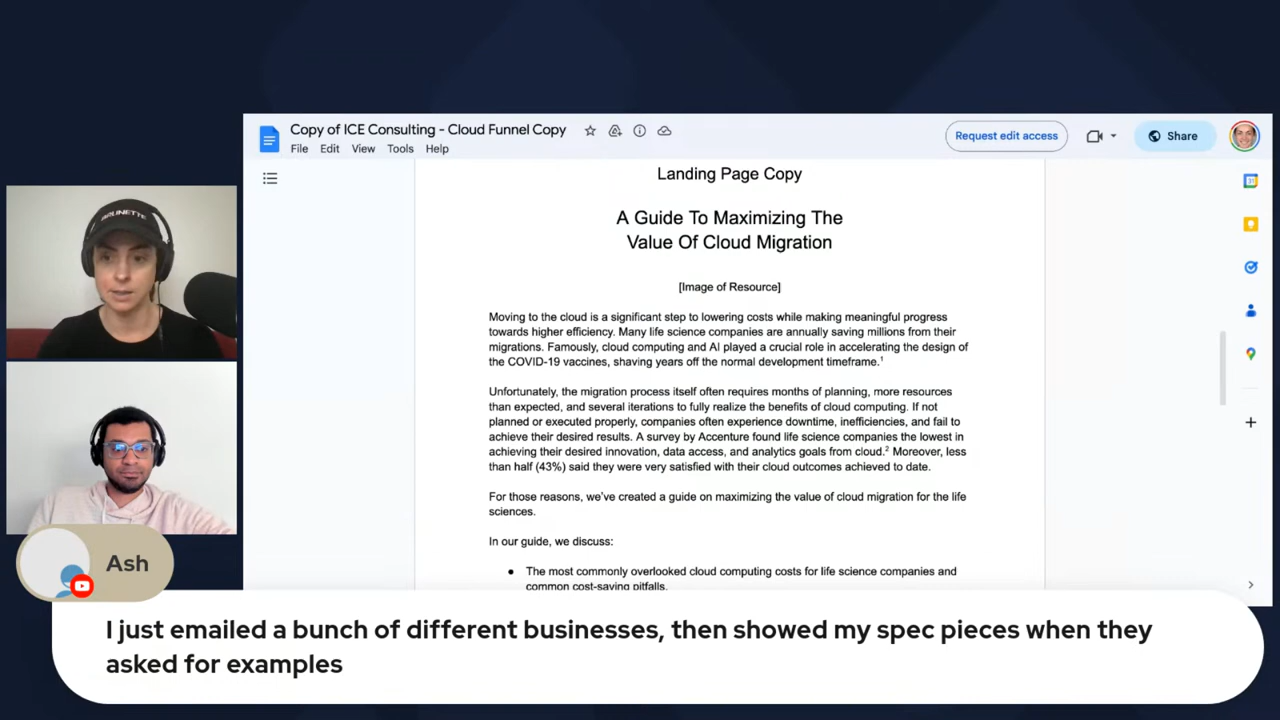 Copy of ICE Consulting - Cloud Funnel Copy
Request edit access
Share
File Edit View Tools Help
Landing Page Copy
A Guide To Maximizing The
Value Of Cloud Migration
[Image of Resource]
Moving to the cloud is a significant step to lowering costs while making meaningful progress
towards higher efficiency. Many life science companies are annually saving millions from their
migrations. Famously, cloud computing and AI played a crucial role in accelerating the design of
the COVID-19 vaccines, shaving years off the normal development timeframe.¹
Unfortunately, the migration process itself often requires months of planning, more resources
than expected, and several iterations to fully realize the benefits of cloud computing. If not
planned or executed properly, companies often experience downtime, inefficiencies, and fail to
achieve their desired results. A survey by Accenture found life science companies the lowest in
achieving their desired innovation, data access, and analytics goals from cloud.² Moreover, less
than half (43%) said they were very satisfied with their cloud outcomes achieved to date.
For those reasons, we've created a guide on maximizing the value of cloud migration for the life
sciences.
In our guide, we discuss:
● The most commonly overlooked cloud computing costs for life science companies and
common cost-saving pitfalls.
BRUNETTE
31
Ash
I just emailed a bunch of different businesses, then showed my spec pieces when they
asked for examples